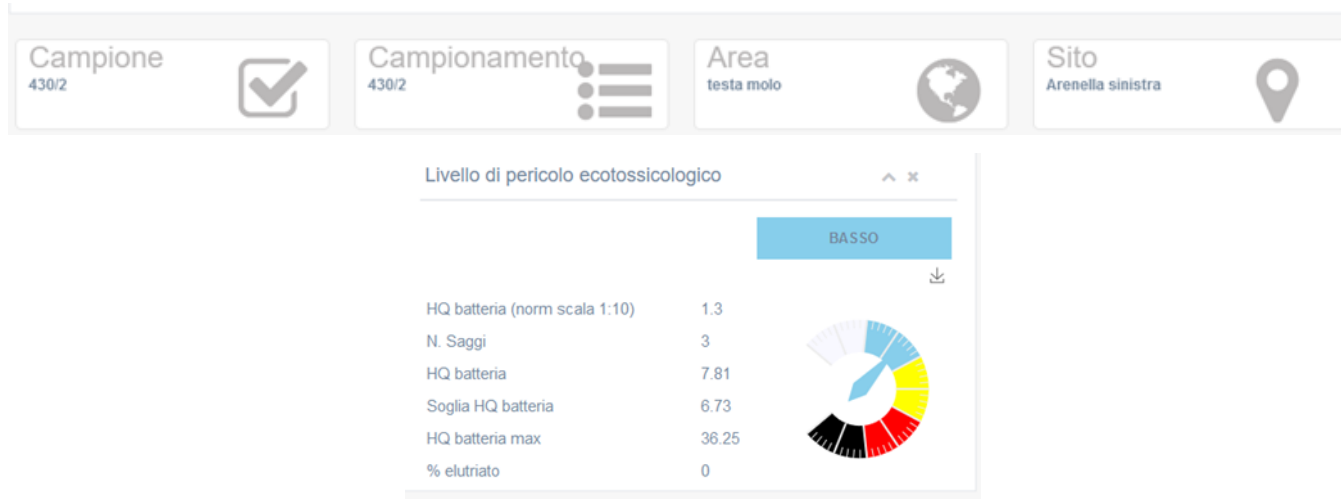 Campione
430/2
Campionamento
430/2
Area
testa molo
Sito
Arenella sinistra
Livello di pericolo ecotossicologico
BASSO
HQ batteria (norm scala 1:10) 1.3
N. Saggi 3
HQ batteria 7.81
Soglia HQ batteria 6.73
HQ batteria max 36.25
% elutriato 0